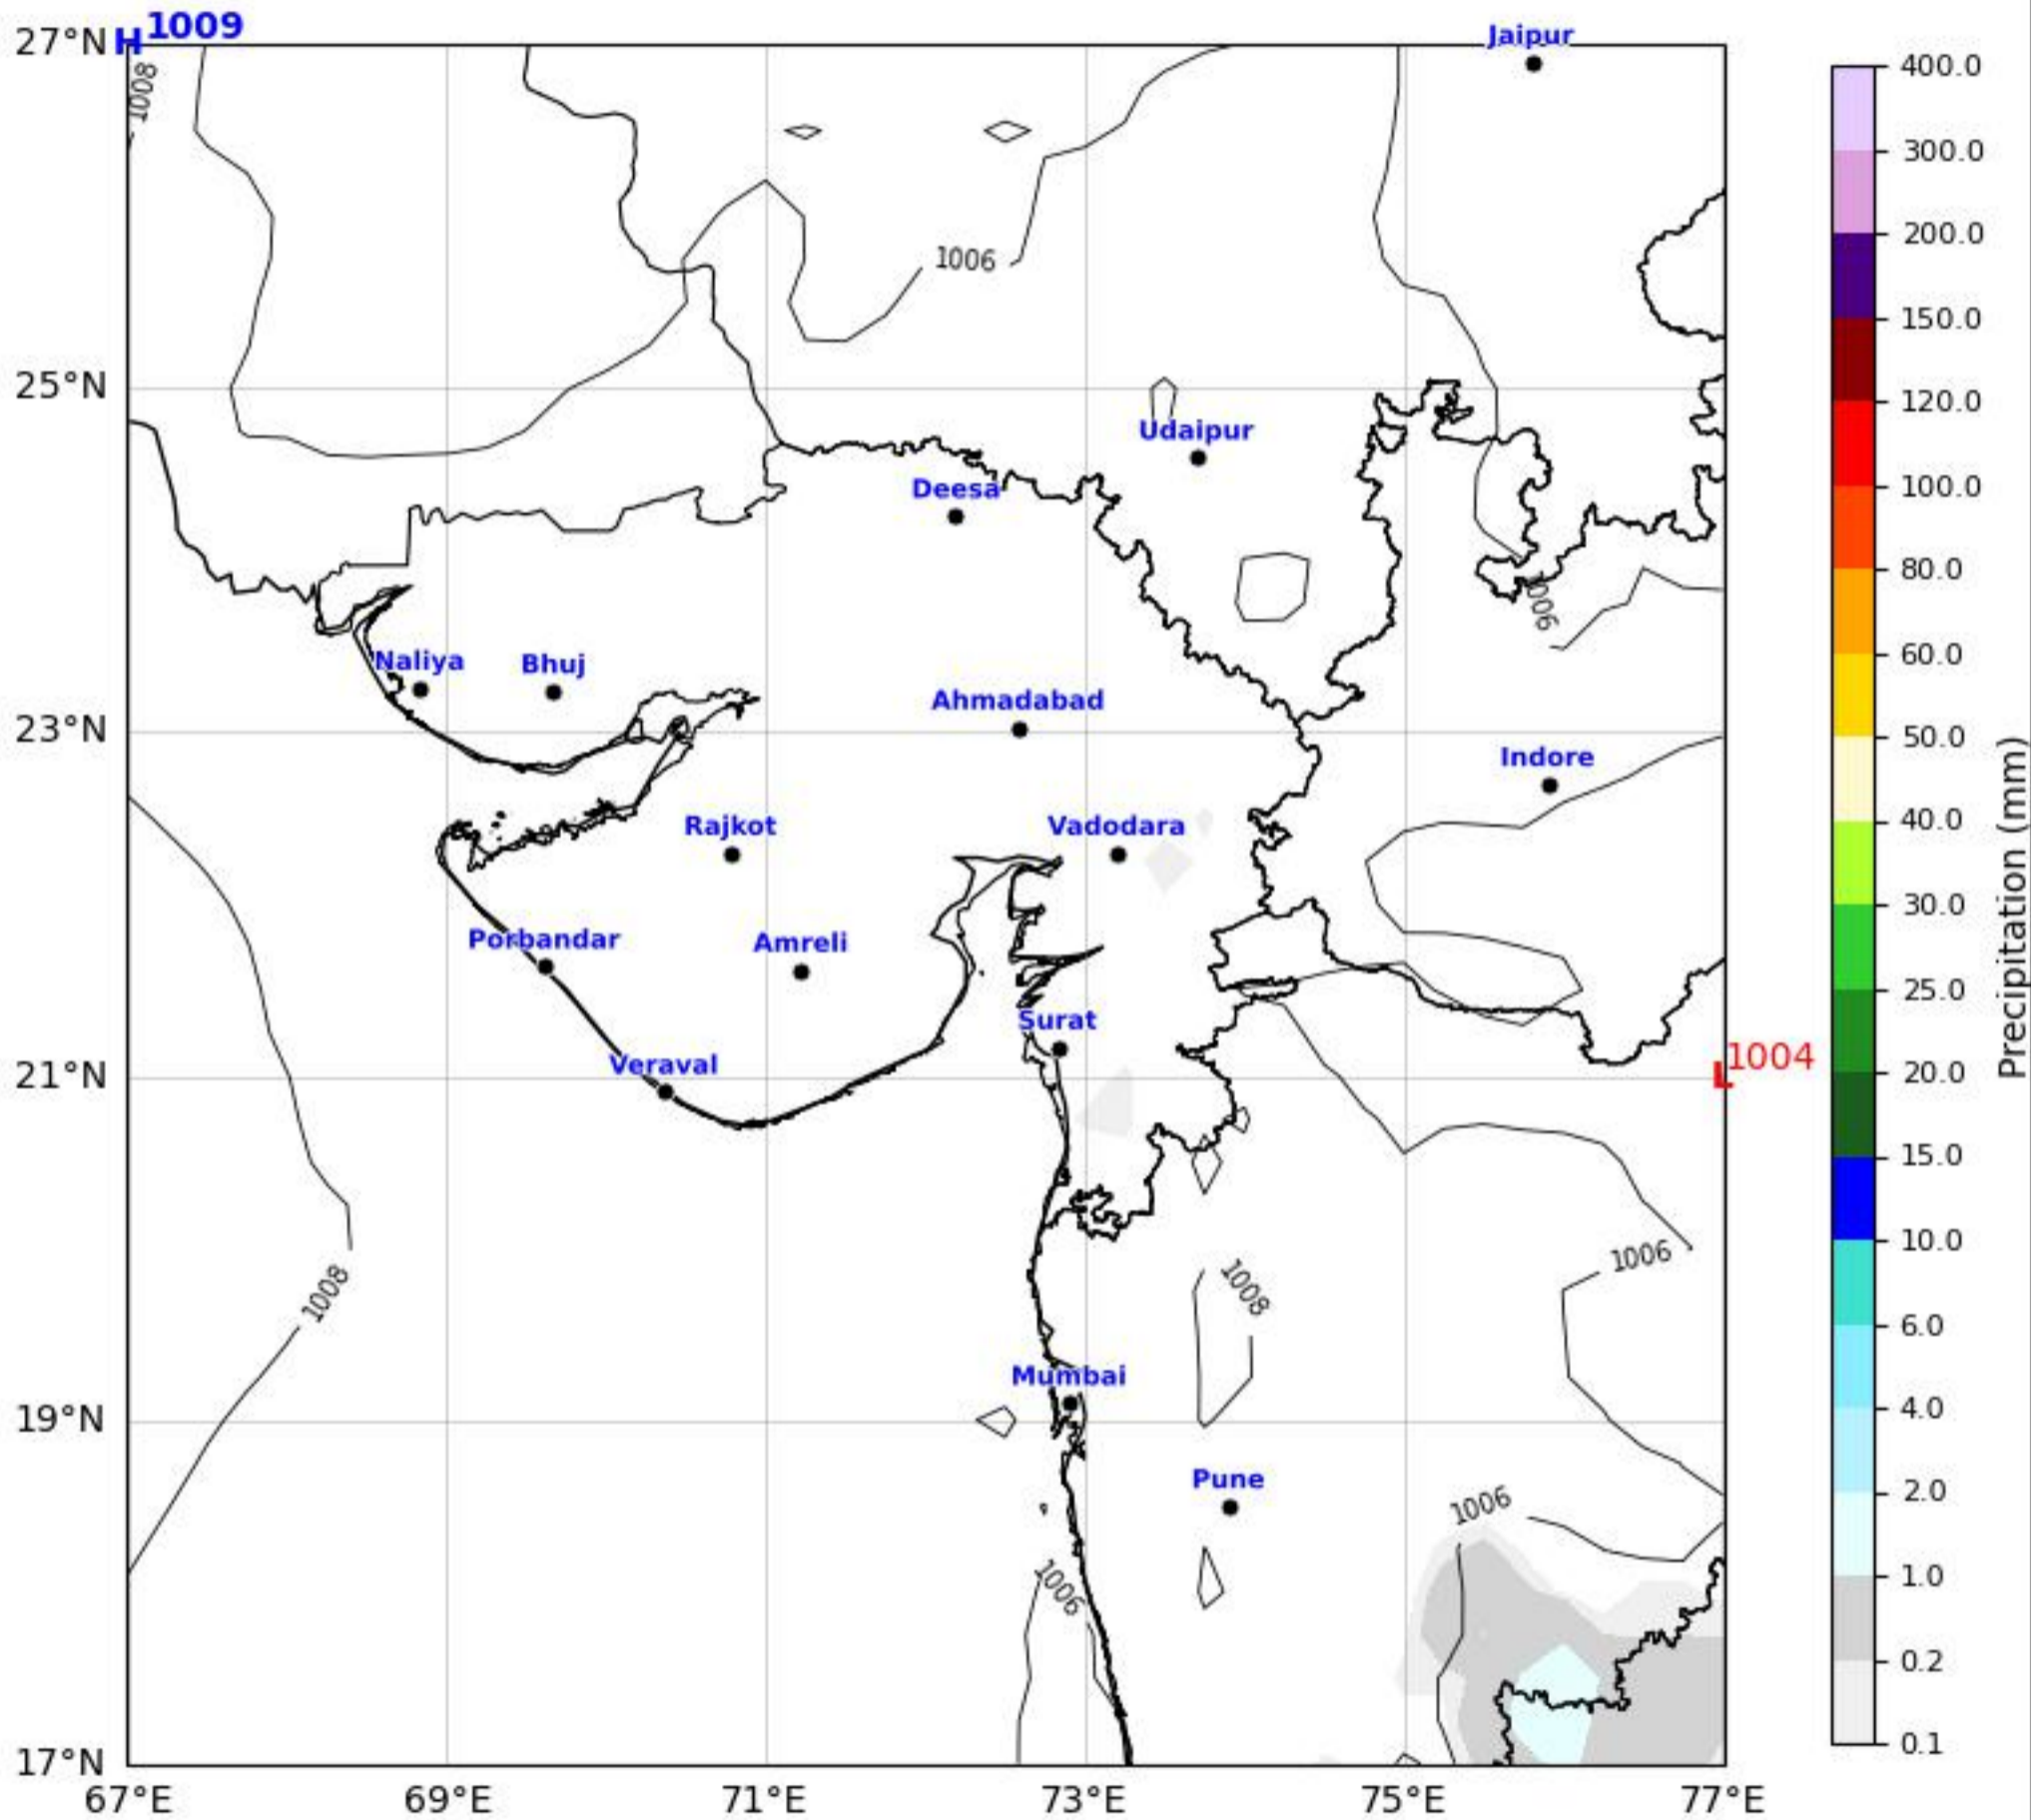 H 1009
Jaipur
27°N
1008
400.0
300.0
200.0
1006
150.0
25°N
120.0
Udaipur
100.0
Deesa
80.0
1006
60.0
Naliya
Bhuj
Ahmadabad
23°N
50.0
Indore
40.0
Rajkot
Vadodara
30.0
Porbandar
Amreli
25.0
Precipitation (mm)
Surat
L 1004
21°N
Veraval
20.0
15.0
10.0
1006
1008
1008
6.0
Mumbai
4.0
19°N
Pune
2.0
1006
1006
1.0
0.2
0.1
17°N
67°E
69°E
71°E
73°E
75°E
77°E